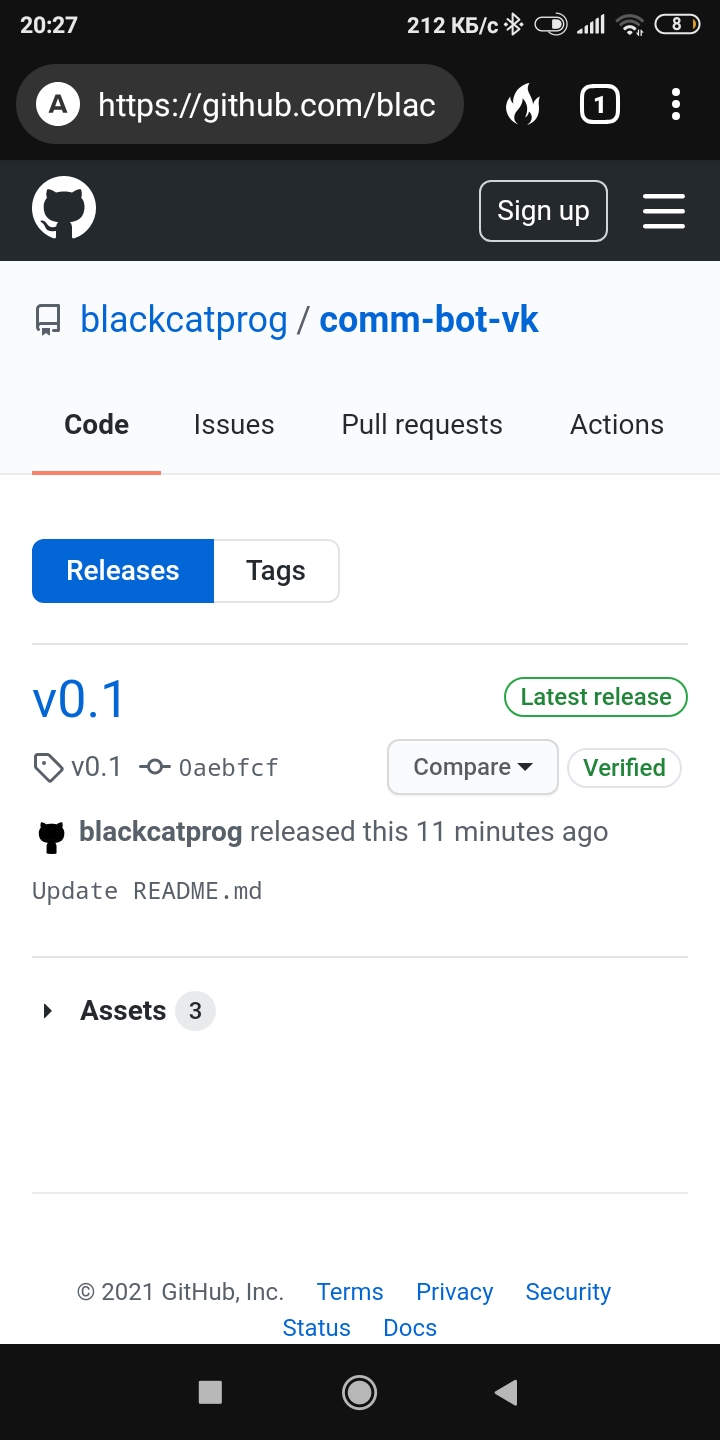 20:27 212 КБ/с 8
A https://github.com/blac 1
Sign up
blackcatprog / comm-bot-vk
Code Issues Pull requests Actions
Releases Tags
v0.1 Latest release
v0.1 0aebfcf Compare Verified
blackcatprog released this 11 minutes ago
Update README.md
Assets 3
© 2021 GitHub, Inc. Terms Privacy Security
Status Docs